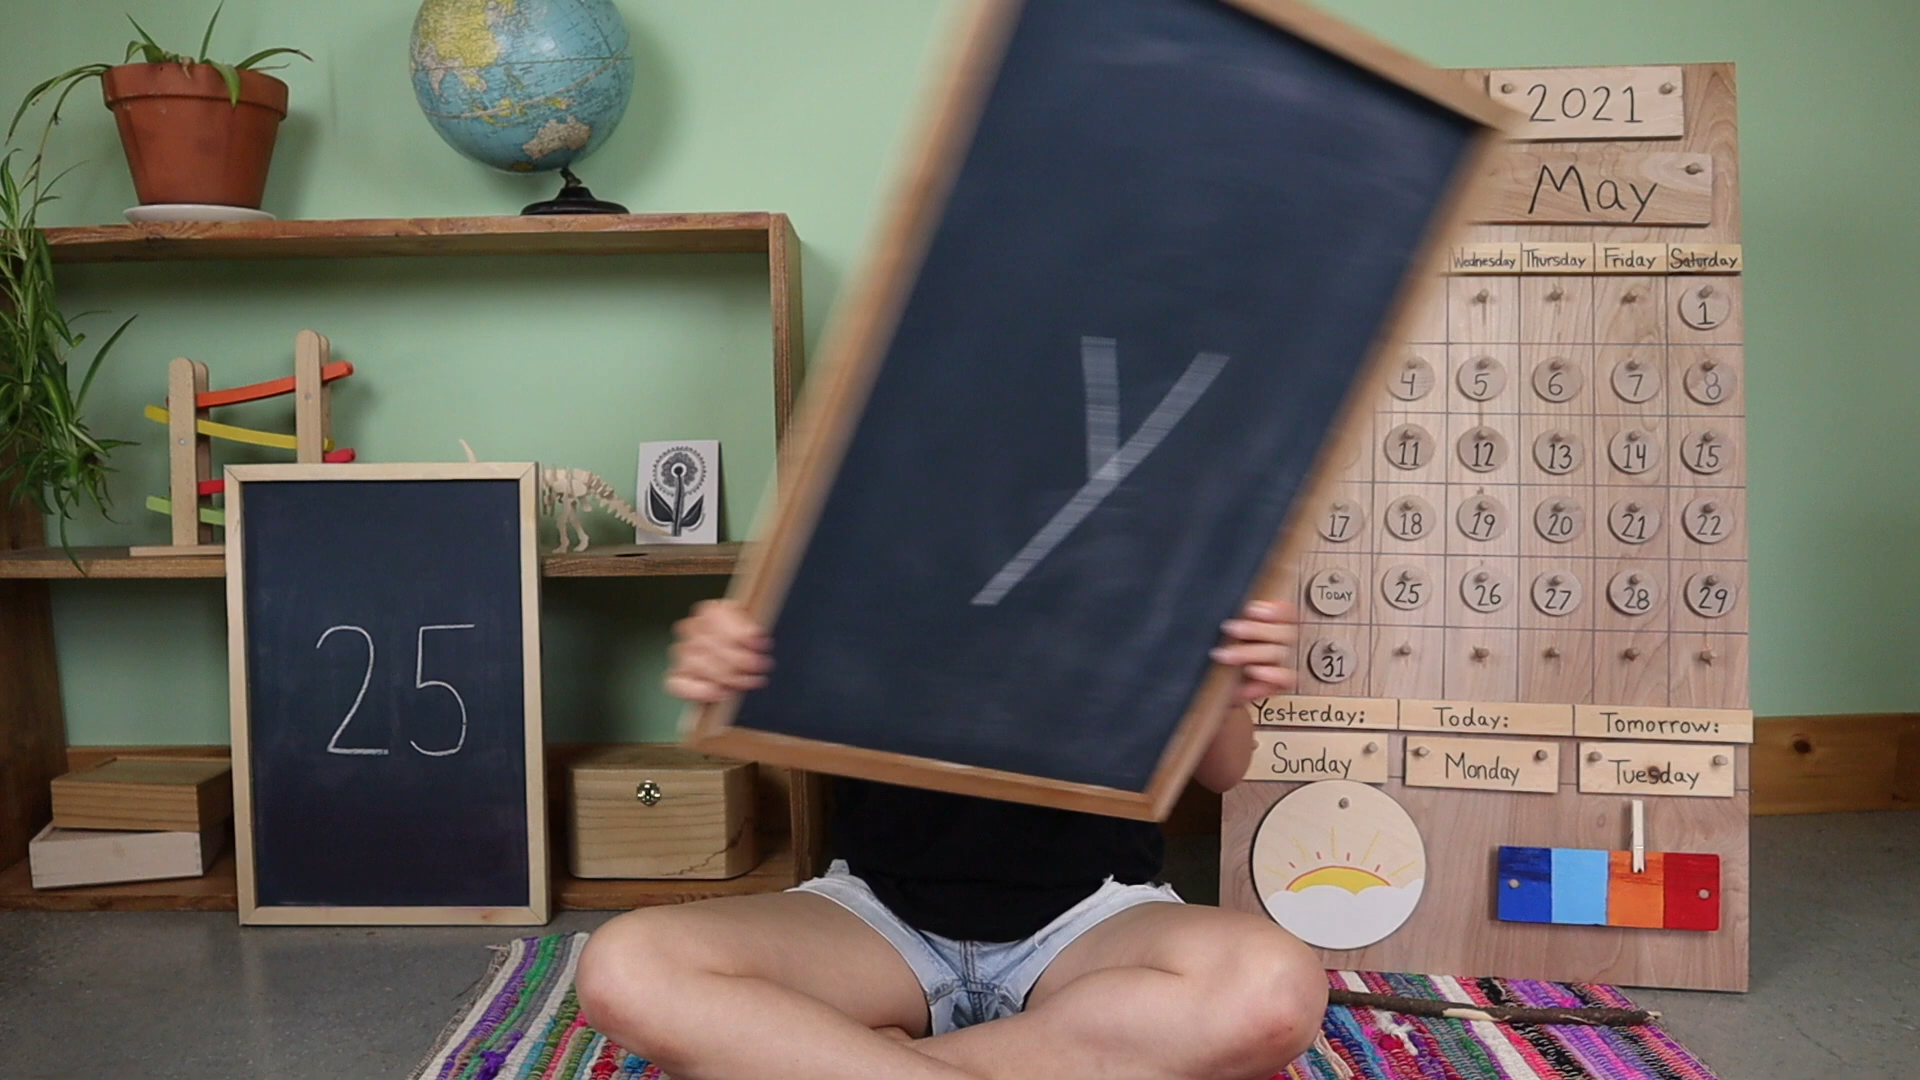 2021
May
Wednesday Thursday Friday Saturday
1
4 5 6 7 8
11 12 13 14 15
17 18 19 20 21 22
TODAY 25 26 27 28 29
31
Yesterday: Today: Tomorrow:
Sunday Monday Tuesday
y
25